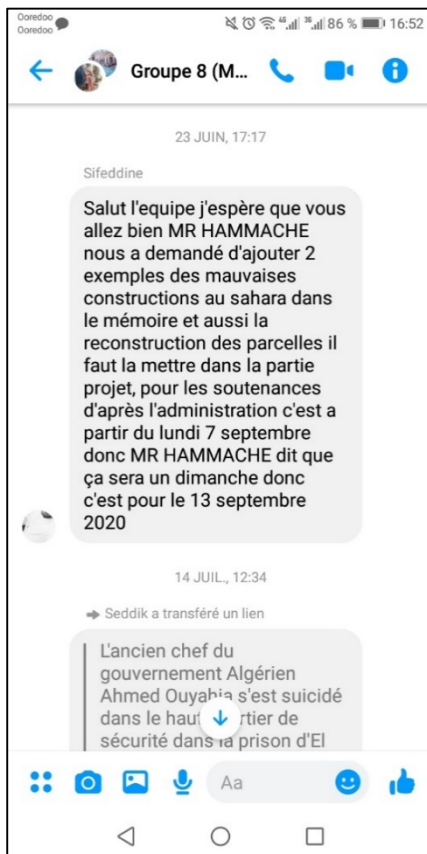 Ooredoo
Ooredoo
46 36 86 % 16:52
Groupe 8 (M...
23 JUIN, 17:17
Sifeddine
Salut l'equipe j'espère que vous
allez bien MR HAMMACHE
nous a demandé d'ajouter 2
exemples des mauvaises
constructions au sahara dans
le mémoire et aussi la
reconstruction des parcelles il
faut la mettre dans la partie
projet, pour les soutenances
d'après l'administration c'est a
partir du lundi 7 septembre
donc MR HAMMACHE dit que
ça sera un dimanche donc
c'est pour le 13 septembre
2020
14 JUIL., 12:34
Seddik a transféré un lien
L'ancien chef du
gouvernement Algérien
Ahmed Ouyahia s'est suicidé
dans le haut rtier de
sécurité dans la prison d'El
Aa